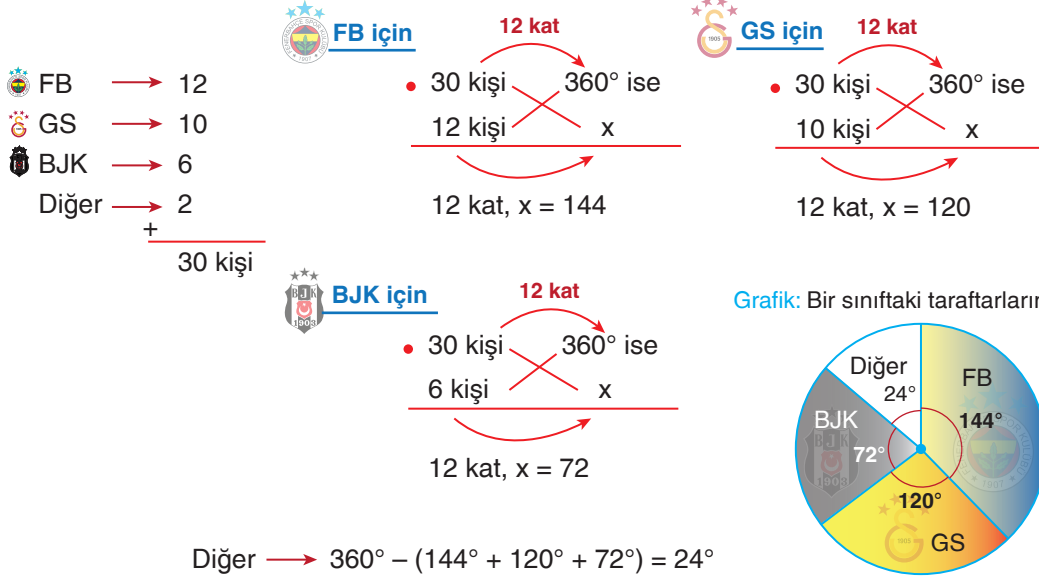 FB → 12
GS → 10
BJK → 6
Diğer → 2
+
30 kişi
FB için
12 kat
• 30 kişi 360° ise
12 kişi x
12 kat, x = 144
GS için
12 kat
• 30 kişi 360° ise
10 kişi x
12 kat, x = 120
BJK için
12 kat
• 30 kişi 360° ise
6 kişi x
12 kat, x = 72
Grafik: Bir sınıftaki taraftarların
Diğer
24°
FB
144°
BJK
72°
120°
GS
Diğer → 360° – (144° + 120° + 72°) = 24°